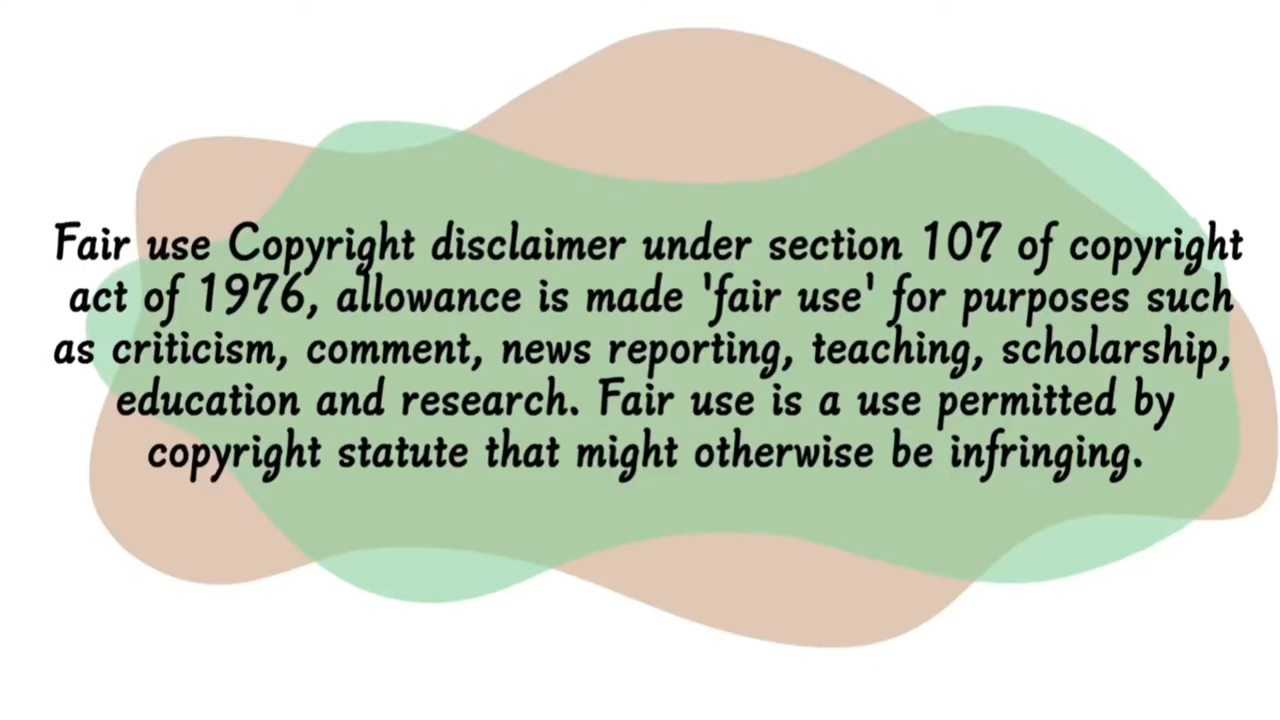 Fair use Copyright disclaimer under section 107 of copyright
act of 1976, allowance is made 'fair use' for purposes such
as criticism, comment, news reporting, teaching, scholarship,
education and research. Fair use is a use permitted by
copyright statute that might otherwise be infringing.